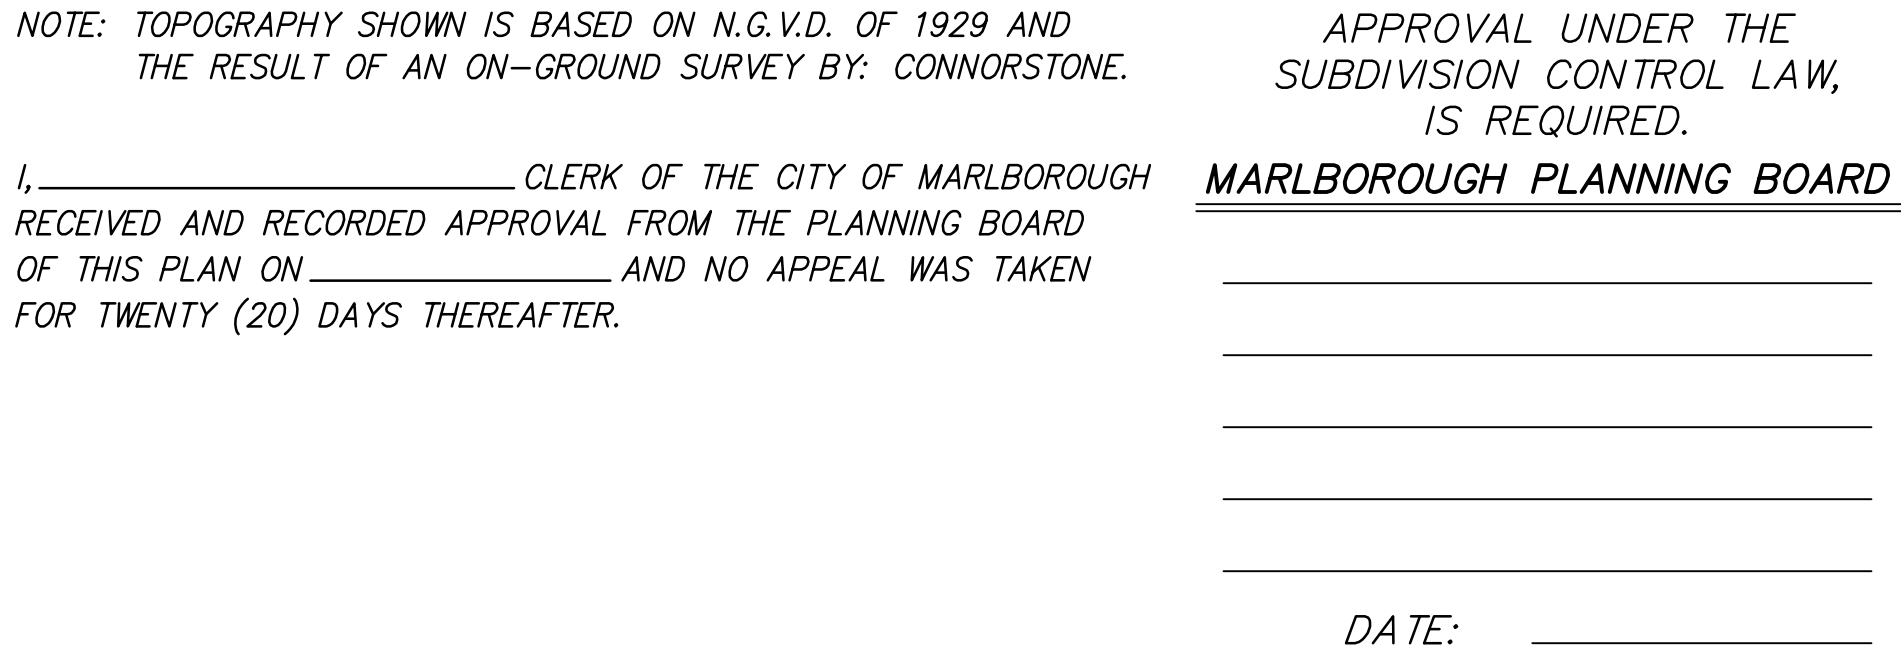 NOTE: TOPOGRAPHY SHOWN IS BASED ON N.G.V.D. OF 1929 AND
THE RESULT OF AN ON-GROUND SURVEY BY: CONNORSTONE.
I, CLERK OF THE CITY OF MARLBOROUGH
RECEIVED AND RECORDED APPROVAL FROM THE PLANNING BOARD
OF THIS PLAN ON AND NO APPEAL WAS TAKEN
FOR TWENTY (20) DAYS THEREAFTER.
APPROVAL UNDER THE
SUBDIVISION CONTROL LAW,
IS REQUIRED.
MARLBOROUGH PLANNING BOARD
DATE: